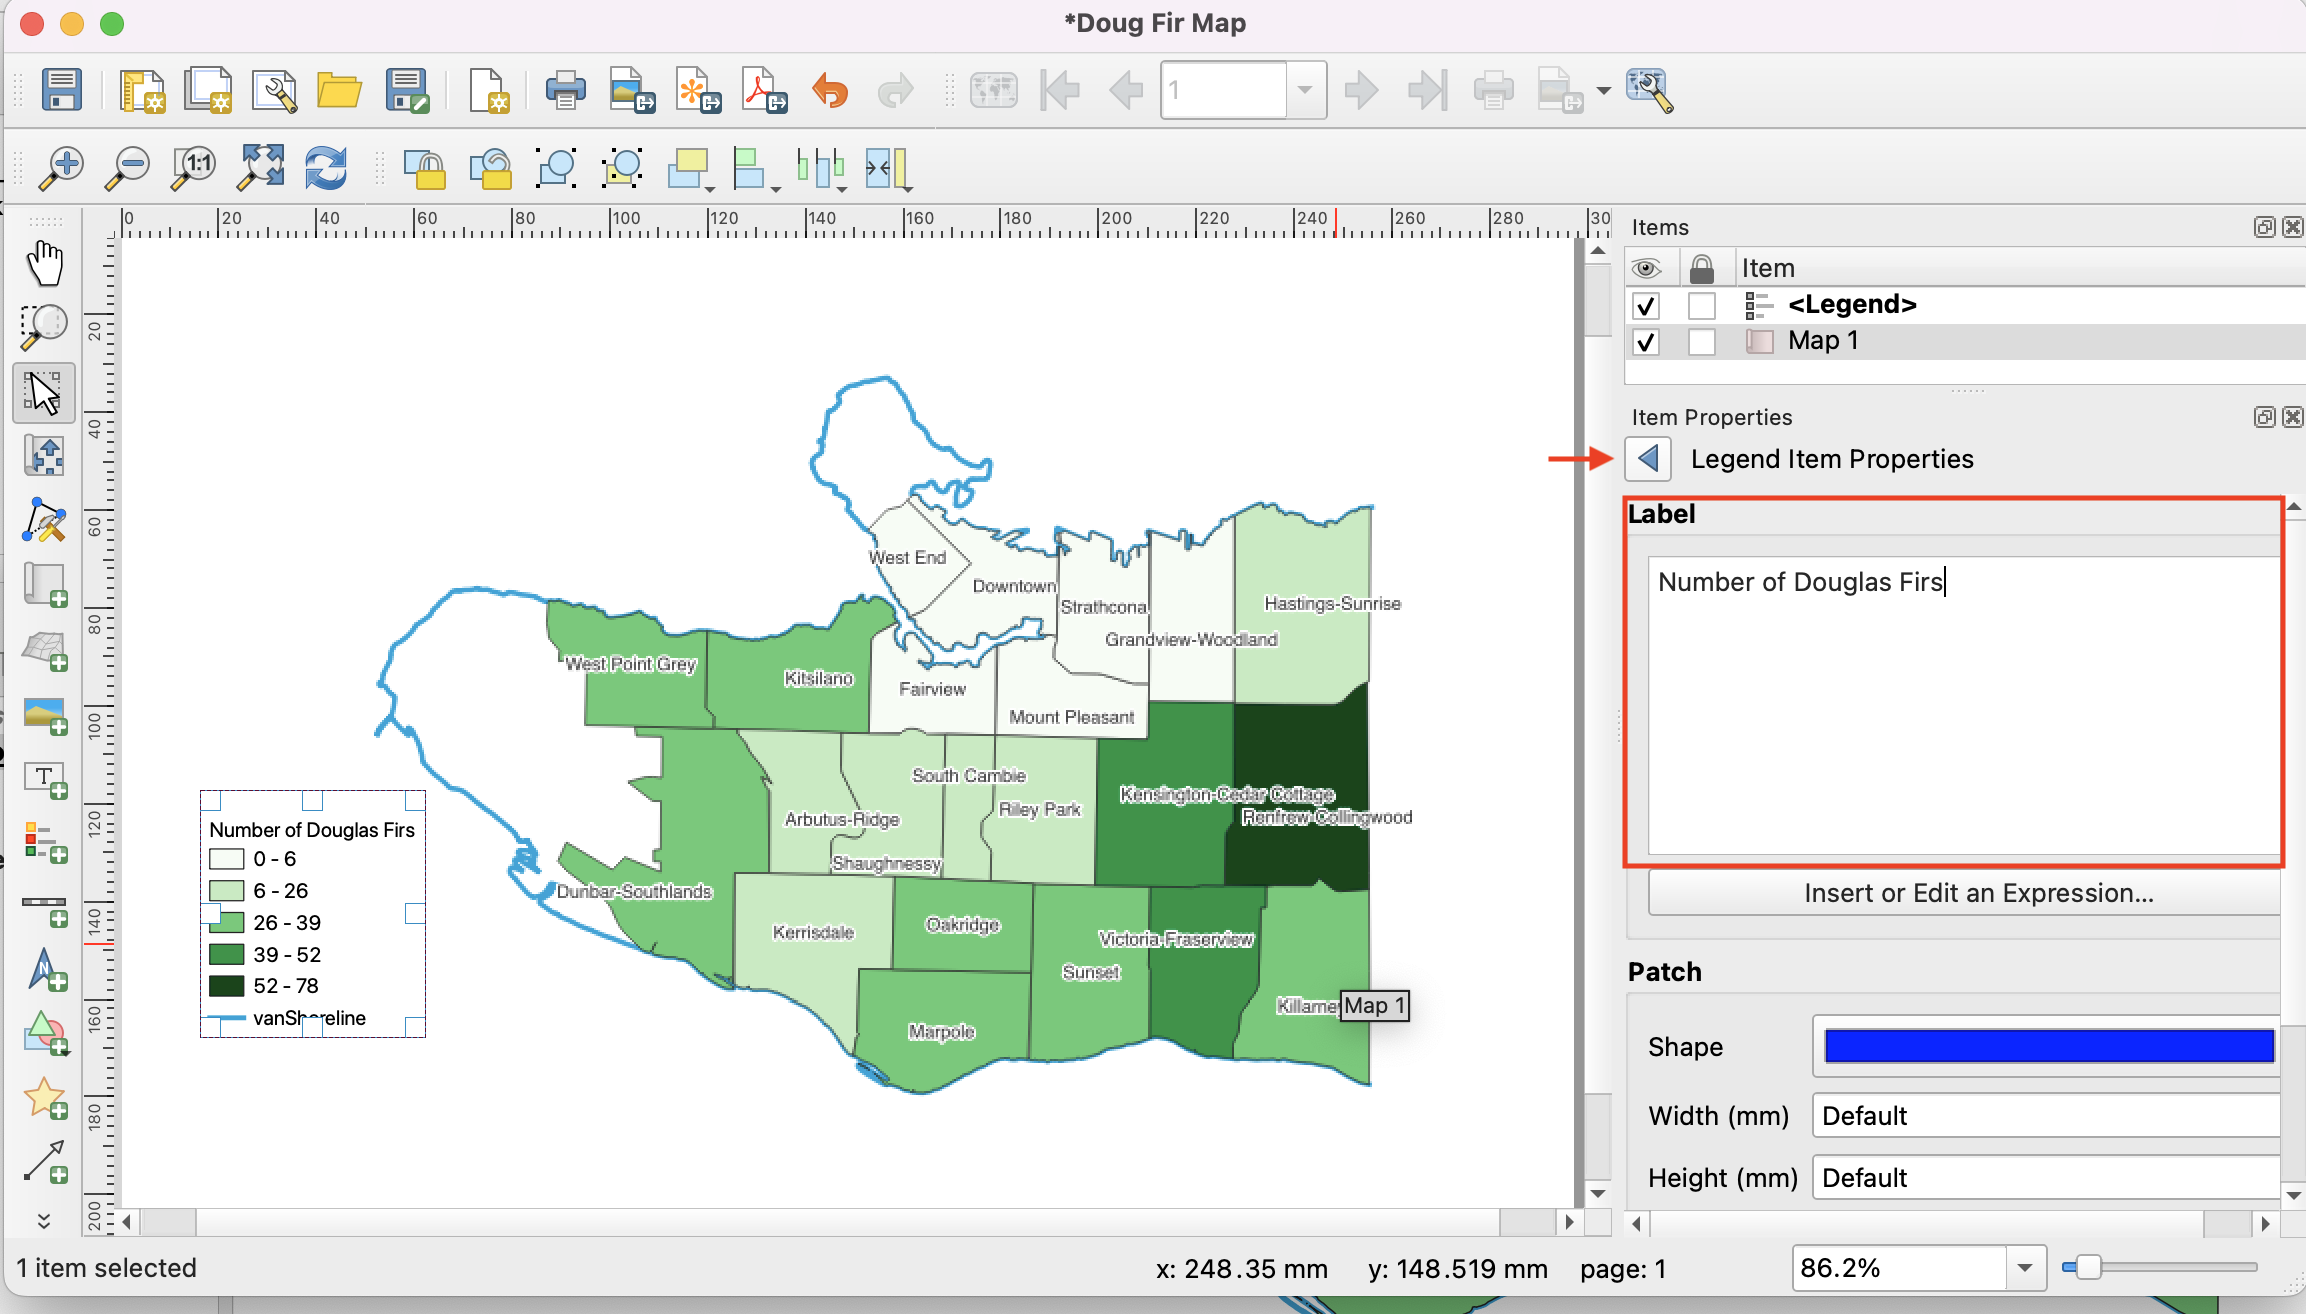 *Doug Fir Map
1
1:1
0 20 40 60 80 100 120 140 160 180 200 220 240 260 280 30
20
40
60
80
100
120
140
160
180
200
Items
Item
<Legend>
Map 1
Item Properties
Legend Item Properties
Label
Number of Douglas Firs
Insert or Edit an Expression...
Patch
Shape
Width (mm) Default
Height (mm) Default
West End
Downtown
Strathcona
Hastings-Sunrise
Grandview-Woodland
West Point Grey
Kitsilano
Fairview
Mount Pleasant
South Cambie
Kensington-Cedar Cottage
Riley Park
Renfrew-Collingwood
Arbutus-Ridge
Shaughnessy
Dunbar-Southlands
Oakridge
Kerrisdale
Victoria-Fraserview
Sunset
Killarne
Map 1
Marpole
Number of Douglas Firs
0 - 6
6 - 26
26 - 39
39 - 52
52 - 78
vanShoreline
T
N
1 item selected
x: 248.35 mm y: 148.519 mm page: 1
86.2%